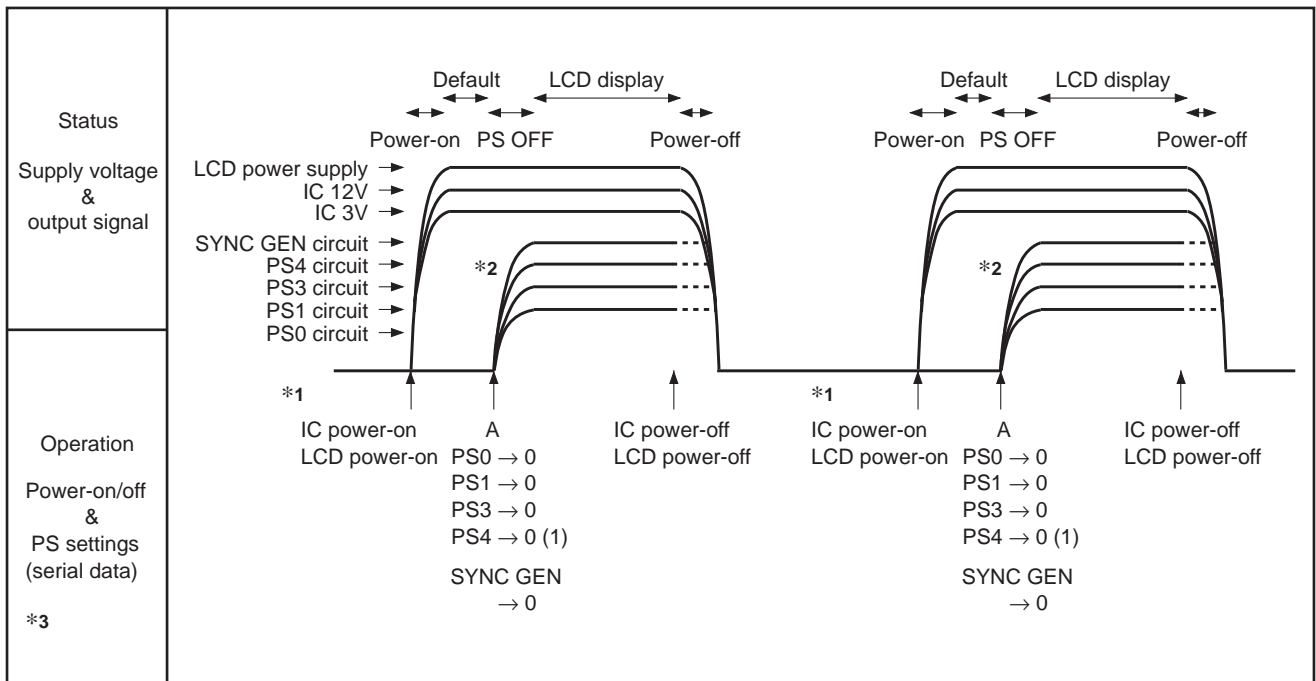 Status
Supply voltage
&
output signal
Operation
Power-on/off
&
PS settings
(serial data)
*3
Default LCD display
Power-on PS OFF Power-off
LCD power supply
IC 12V
IC 3V
SYNC GEN circuit
PS4 circuit
PS3 circuit
PS1 circuit
PS0 circuit
*2
*1
IC power-on A IC power-off
LCD power-on PS0 → 0 LCD power-off
PS1 → 0
PS3 → 0
PS4 → 0 (1)
SYNC GEN
→ 0
Default LCD display
Power-on PS OFF Power-off
*2
*1
IC power-on A IC power-off
LCD power-on PS0 → 0 LCD power-off
PS1 → 0
PS3 → 0
PS4 → 0 (1)
SYNC GEN
→ 0